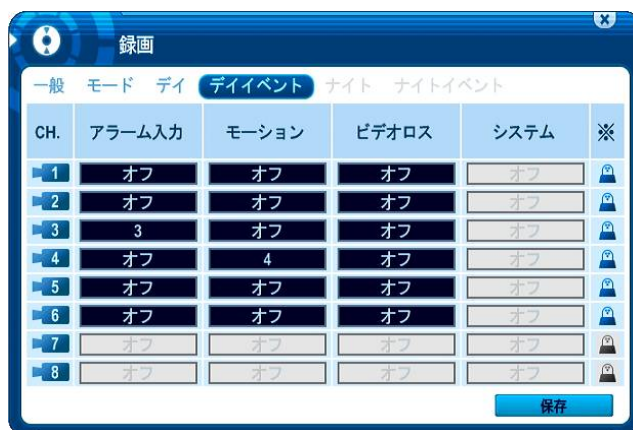 録画
一般 モード デイ デイイベント ナイト ナイトイベント
CH. アラーム入力 モーション ビデオロス システム ※
1 オフ オフ オフ オフ
2 オフ オフ オフ オフ
3 3 オフ オフ オフ
4 オフ 4 オフ オフ
5 オフ オフ オフ オフ
6 オフ オフ オフ オフ
7 オフ オフ オフ オフ
8 オフ オフ オフ オフ
保存